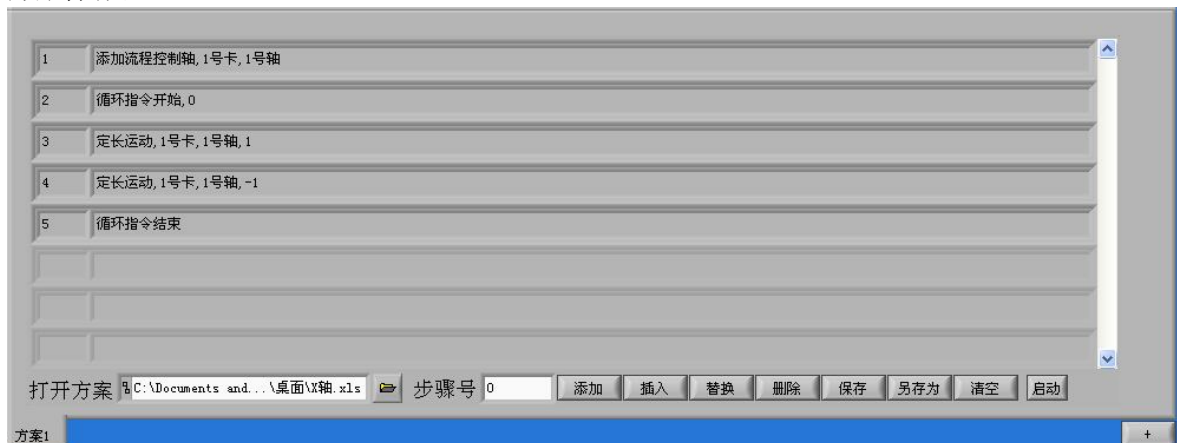 1 添加流程控制轴,1号卡,1号轴
2 循环指令开始,0
3 定长运动,1号卡,1号轴,1
4 定长运动,1号卡,1号轴,-1
5 循环指令结束
打开方案 C:\Documents and...\桌面\X轴.xls 步骤号 0 添加 插入 替换 删除 保存 另存为 清空 启动
方案1 +